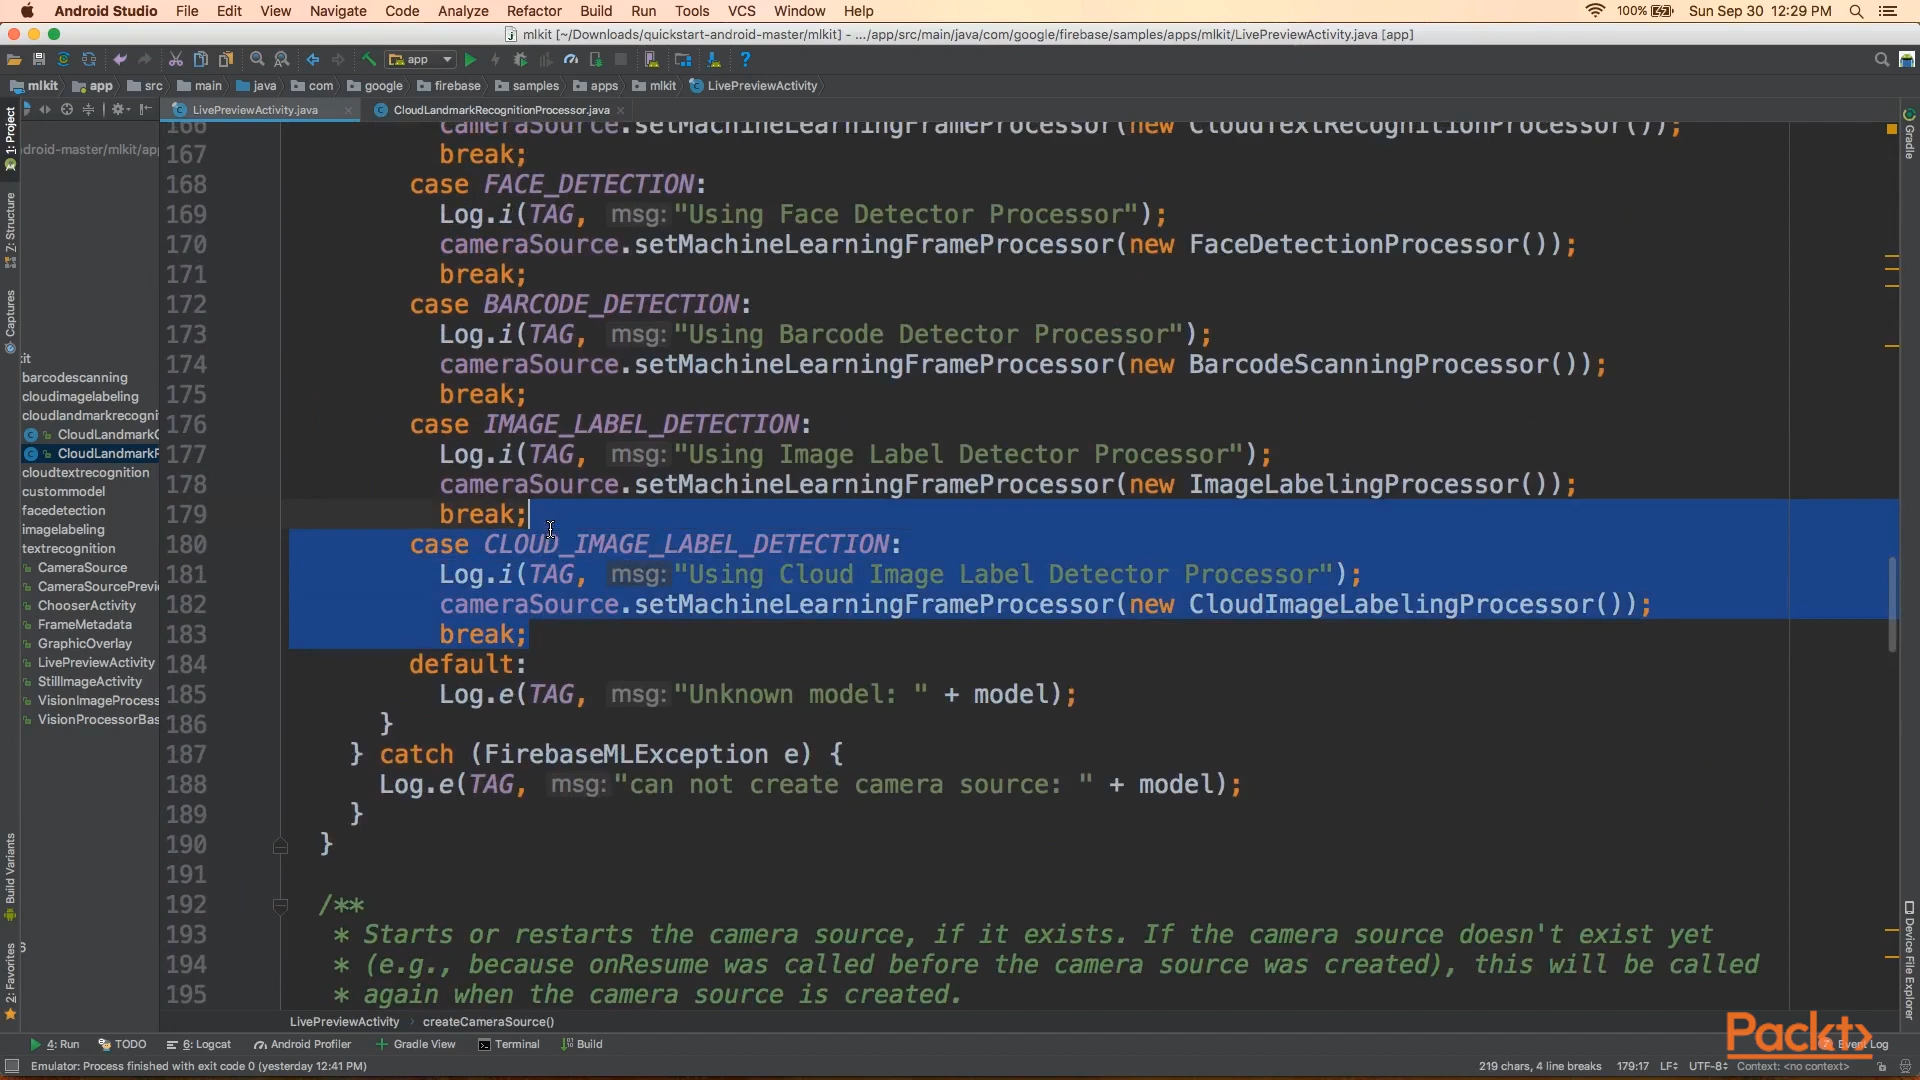 Android Studio File Edit View Navigate Code Analyze Refactor Build Run Tools VCS Window Help 100% Sun Sep 30 12:29 PM
mlkit [~/Downloads/quickstart-android-master/mlkit] - .../app/src/main/java/com/google/firebase/samples/apps/mlkit/LivePreviewActivity.java [app]
app
mlkit app src main java com google firebase samples apps mlkit LivePreviewActivity
LivePreviewActivity.java CloudLandmarkRecognitionProcessor.java
1: Project
Z: Structure
Captures
Build Variants
2: Favorites
Gradle
Device File Explorer
droid-master/mlkit/app
kit
barcodescanning
cloudimagelabeling
cloudlandmarkrecogni
CloudLandmark
CloudLandmark
cloudtextrecognition
custommodel
facedetection
imagelabeling
textrecognition
CameraSource
CameraSourcePrevi
ChooserActivity
FrameMetadata
GraphicOverlay
LivePreviewActivity
StillImageActivity
VisionImageProcess
VisionProcessorBas
166 cameraSource.setMachineLearningFrameProcessor(new CloudTextRecognitionProcessor());
167 break;
168 case FACE_DETECTION:
169 Log.i(TAG, msg: "Using Face Detector Processor");
170 cameraSource.setMachineLearningFrameProcessor(new FaceDetectionProcessor());
171 break;
172 case BARCODE_DETECTION:
173 Log.i(TAG, msg: "Using Barcode Detector Processor");
174 cameraSource.setMachineLearningFrameProcessor(new BarcodeScanningProcessor());
175 break;
176 case IMAGE_LABEL_DETECTION:
177 Log.i(TAG, msg: "Using Image Label Detector Processor");
178 cameraSource.setMachineLearningFrameProcessor(new ImageLabelingProcessor());
179 break;
180 case CLOUD_IMAGE_LABEL_DETECTION:
181 Log.i(TAG, msg: "Using Cloud Image Label Detector Processor");
182 cameraSource.setMachineLearningFrameProcessor(new CloudImageLabelingProcessor());
183 break;
184 default:
185 Log.e(TAG, msg: "Unknown model: " + model);
186 }
187 } catch (FirebaseMLException e) {
188 Log.e(TAG, msg: "can not create camera source: " + model);
189 }
190 }
191
192 /**
193 * Starts or restarts the camera source, if it exists. If the camera source doesn't exist yet
194 * (e.g., because onResume was called before the camera source was created), this will be called
195 * again when the camera source is created.
LivePreviewActivity › createCameraSource()
4: Run TODO 6: Logcat Android Profiler Gradle View Terminal Build Event Log
Packt
Emulator: Process finished with exit code 0 (yesterday 12:41 PM) 219 chars, 4 line breaks 179:17 LF÷ UTF-8÷ Context: <no context>